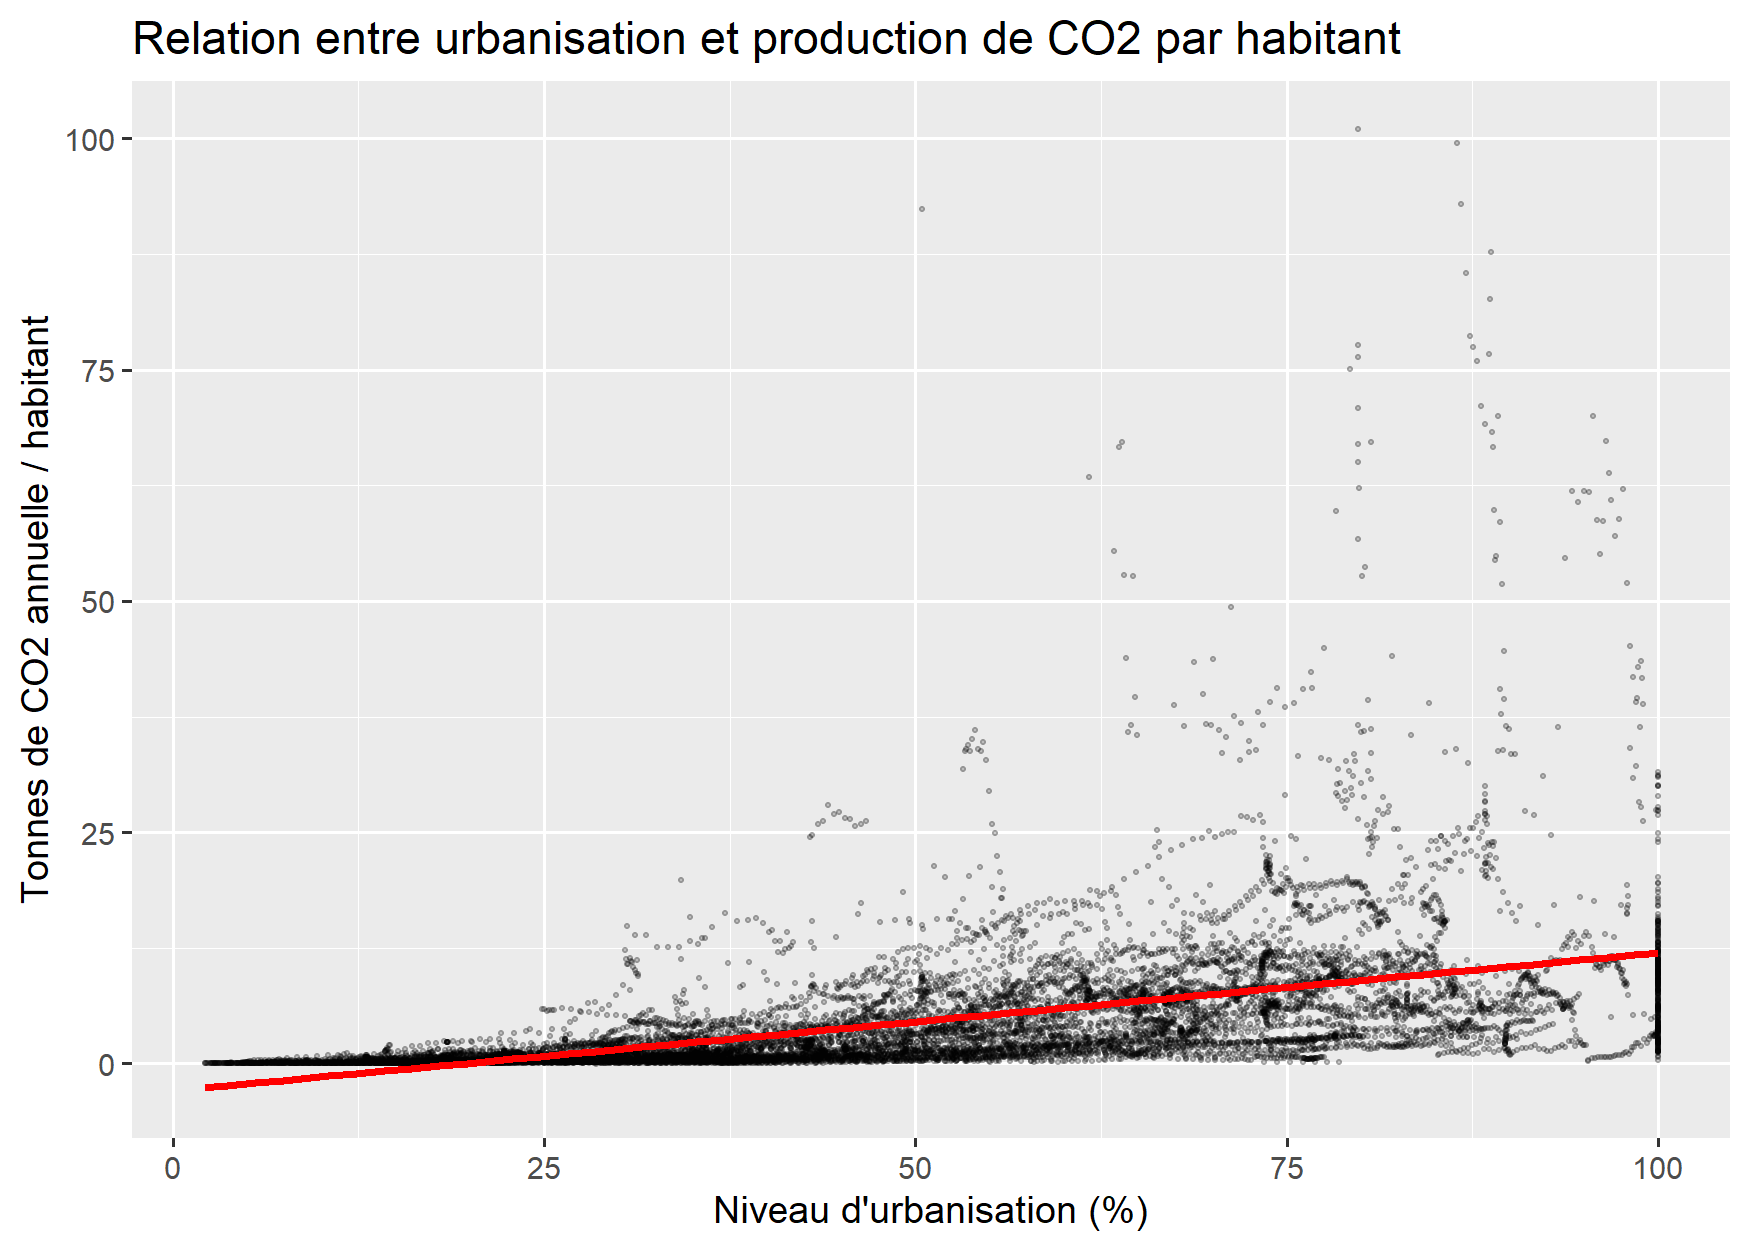 Relation entre urbanisation et production de CO2 par habitant
Tonnes de CO2 annuelle / habitant
100
75
50
25
0
0 25 50 75 100
Niveau d'urbanisation (%)